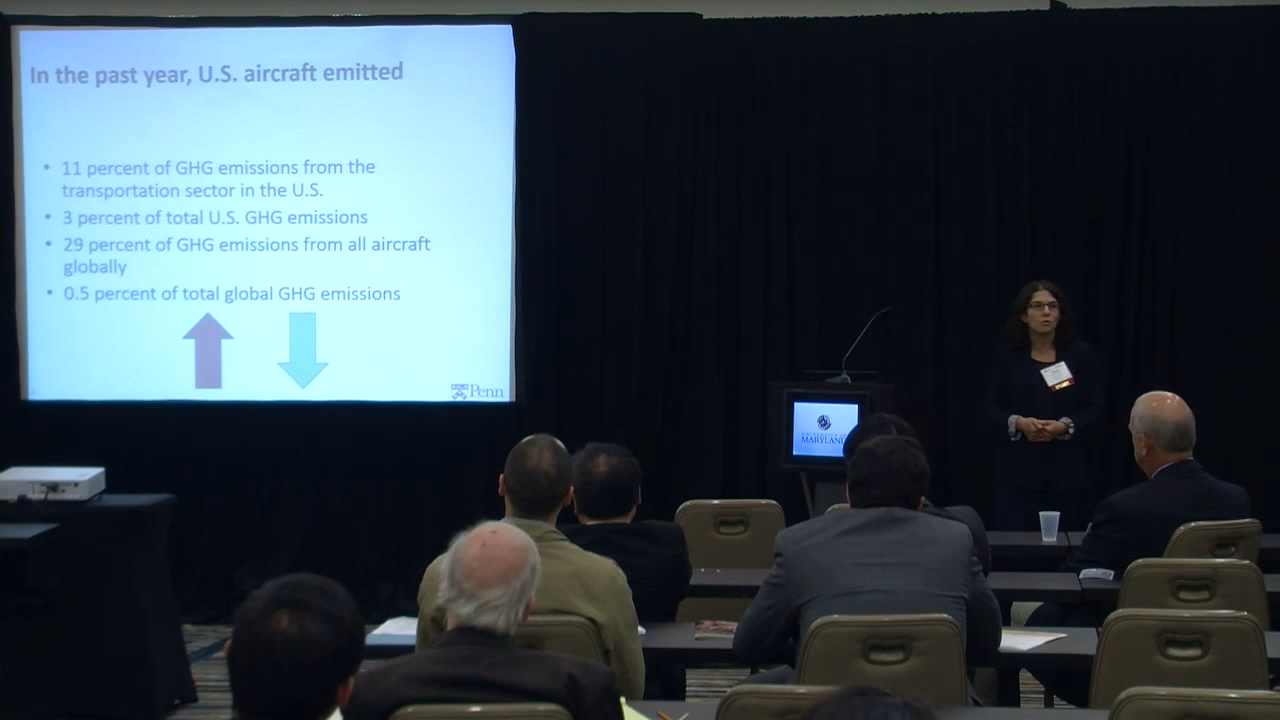 In the past year, U.S. aircraft emitted
• 11 percent of GHG emissions from the
transportation sector in the U.S.
• 3 percent of total U.S. GHG emissions
• 29 percent of GHG emissions from all aircraft
globally
• 0.5 percent of total global GHG emissions
Penn
MARYLAND